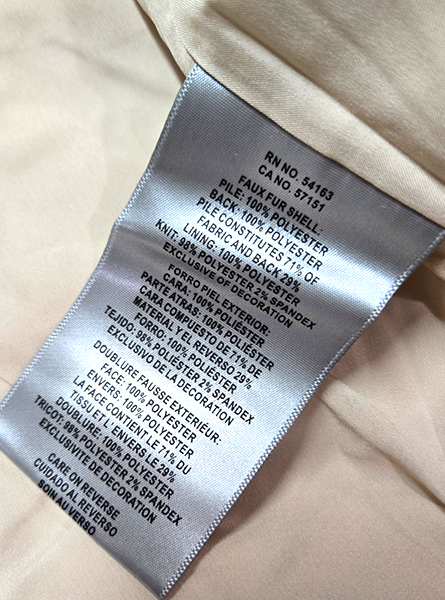 RN NO. 54163
CA NO. 57151
FAUX FUR SHELL:
PILE: 100% POLYESTER
BACK: 100% POLYESTER
PILE CONSTITUTES 71% OF
FABRIC AND BACK 29%
LINING: 100% POLYESTER
KNIT: 98% POLYESTER 2% SPANDEX
EXCLUSIVE OF DECORATION
FORRO PIEL EXTERIOR:
CARA: 100% POLIÉSTER
PARTE ATLAS: 100% POLIÉSTER
CARA COMPUESTO DE 71% DE
MATERIAL Y EL REVERSO 29%
FORRO: 100% POLIÉSTER
TEJIDO: 98% POLIÉSTER 2% SPANDEX
EXCLUSIVO DE LA DECORATION
DOUBLURE FAUSSE EXTERIÉUR:
FACE: 100% POLYESTER
ENVERS: 100% POLYESTER
LA FACE CONTIENT LE 71% DU
TISSU ET L'ENVERS LE 29%
DOUBLURE: 100% POLYESTER
TRICOT: 98% POLYESTER 2% SPANDEX
EXCLUSIVITE DE DECORATION
CARE ON REVERSE
CUIDADO AL REVERSO
SOIN AU VERSO